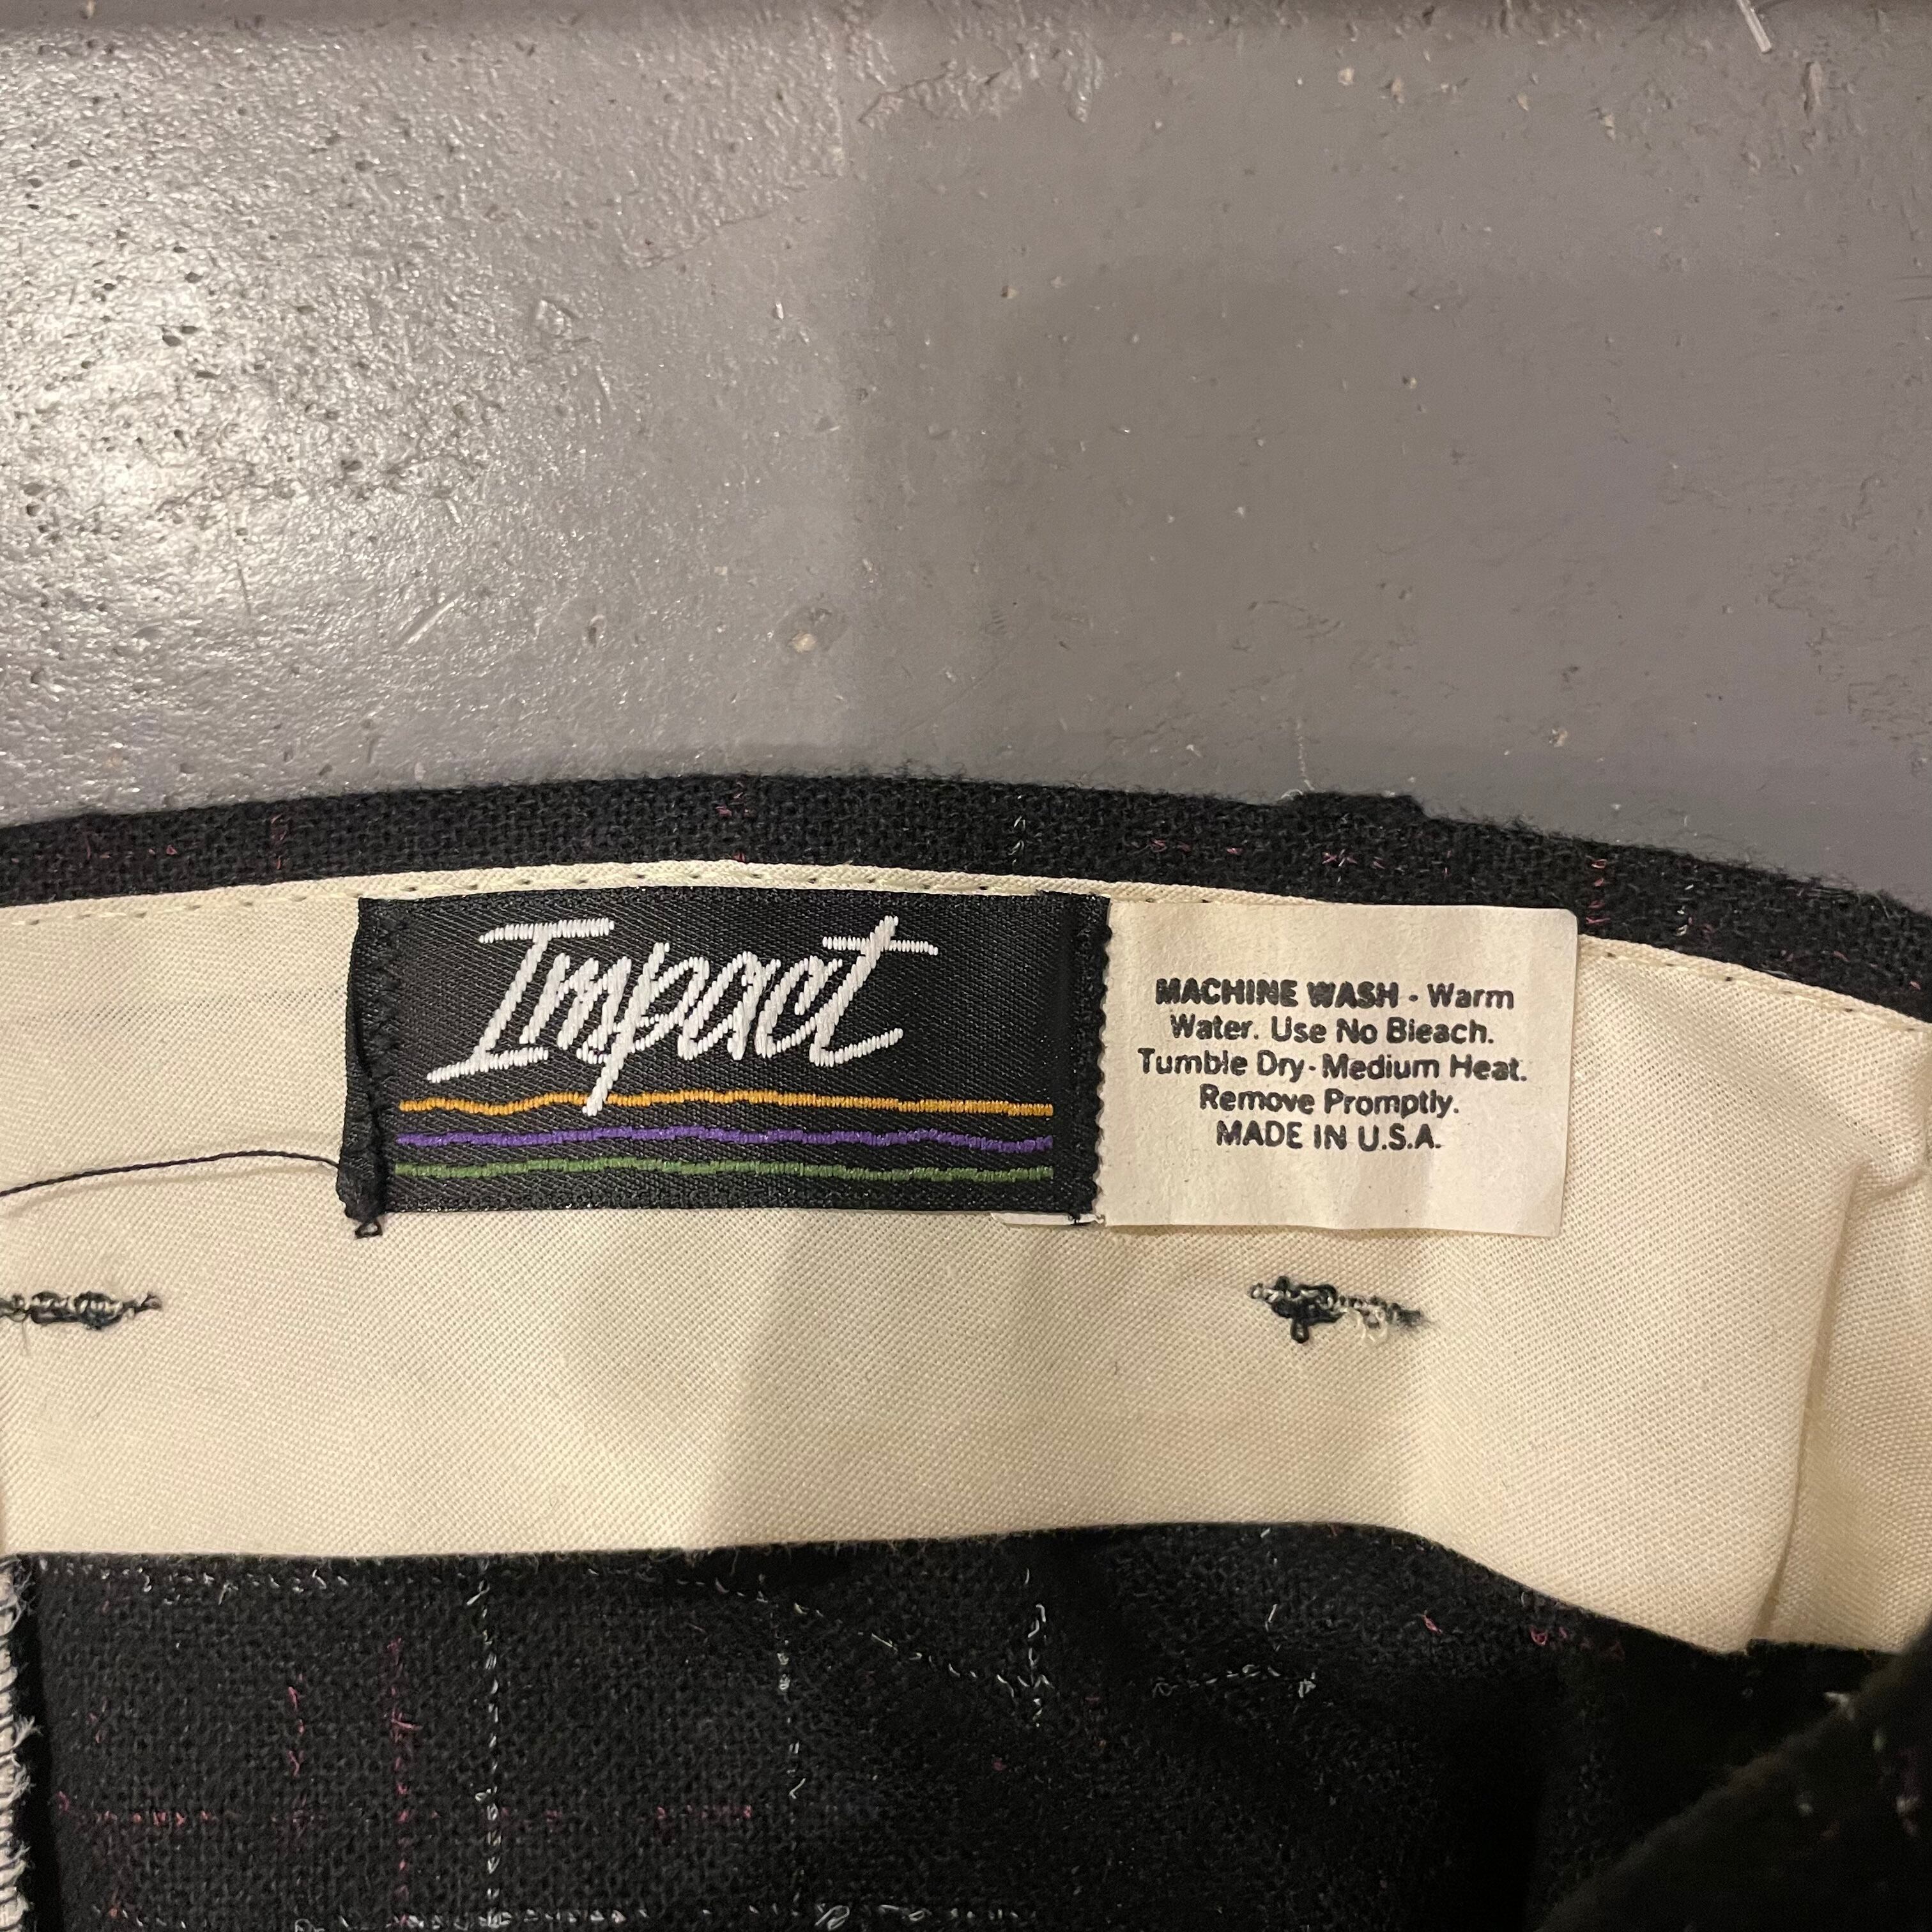 Impact
MACHINE WASH - Warm
Water. Use No Bleach.
Tumble Dry-Medium Heat.
Remove Promptly.
MADE IN U.S.A.